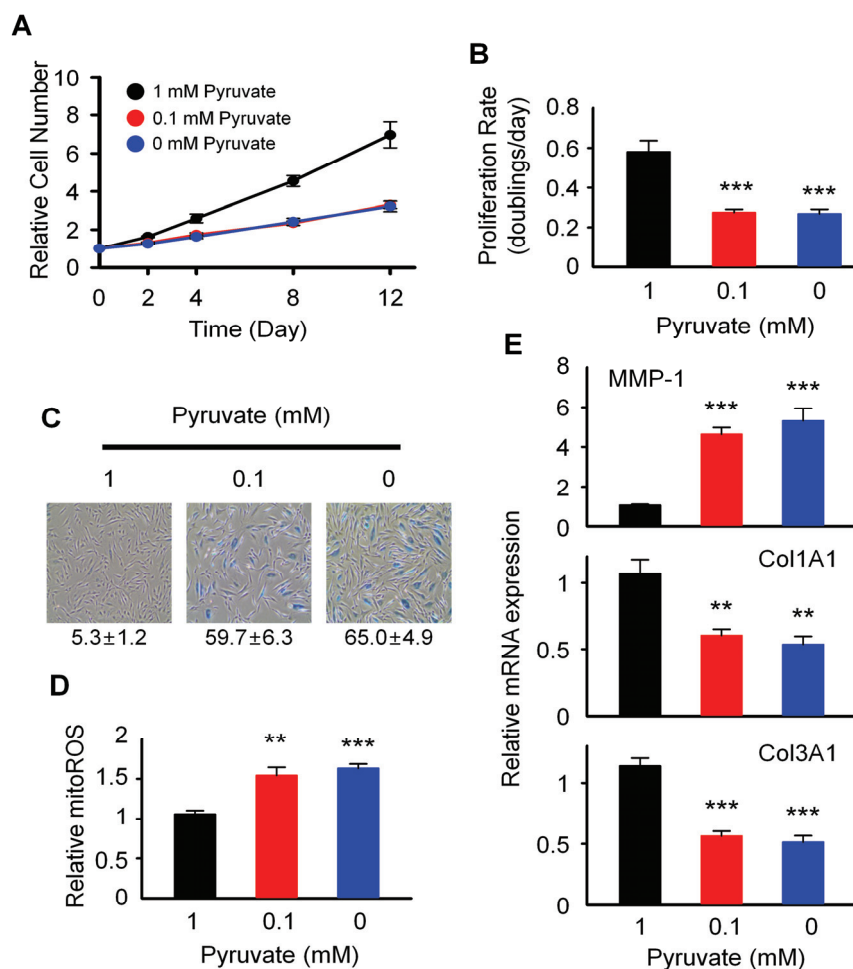 A
Relative Cell Number
10
8
6
4
2
0
1 mM Pyruvate
0.1 mM Pyruvate
0 mM Pyruvate
0 2 4 8 12
Time (Day)
B
Proliferation Rate
(doublings/day)
0.6
0.4
0.2
0
*** ***
1 0.1 0
Pyruvate (mM)
C
Pyruvate (mM)
1 0.1 0
5.3±1.2 59.7±6.3 65.0±4.9
D
Relative mitoROS
2
1.5
1
0.5
0
** ***
1 0.1 0
Pyruvate (mM)
E
Relative mRNA expression
MMP-1
8
6
4
2
0
*** ***
Col1A1
1
0.5
0
** **
Col3A1
1
0.5
0
*** ***
1 0.1 0
Pyruvate (mM)